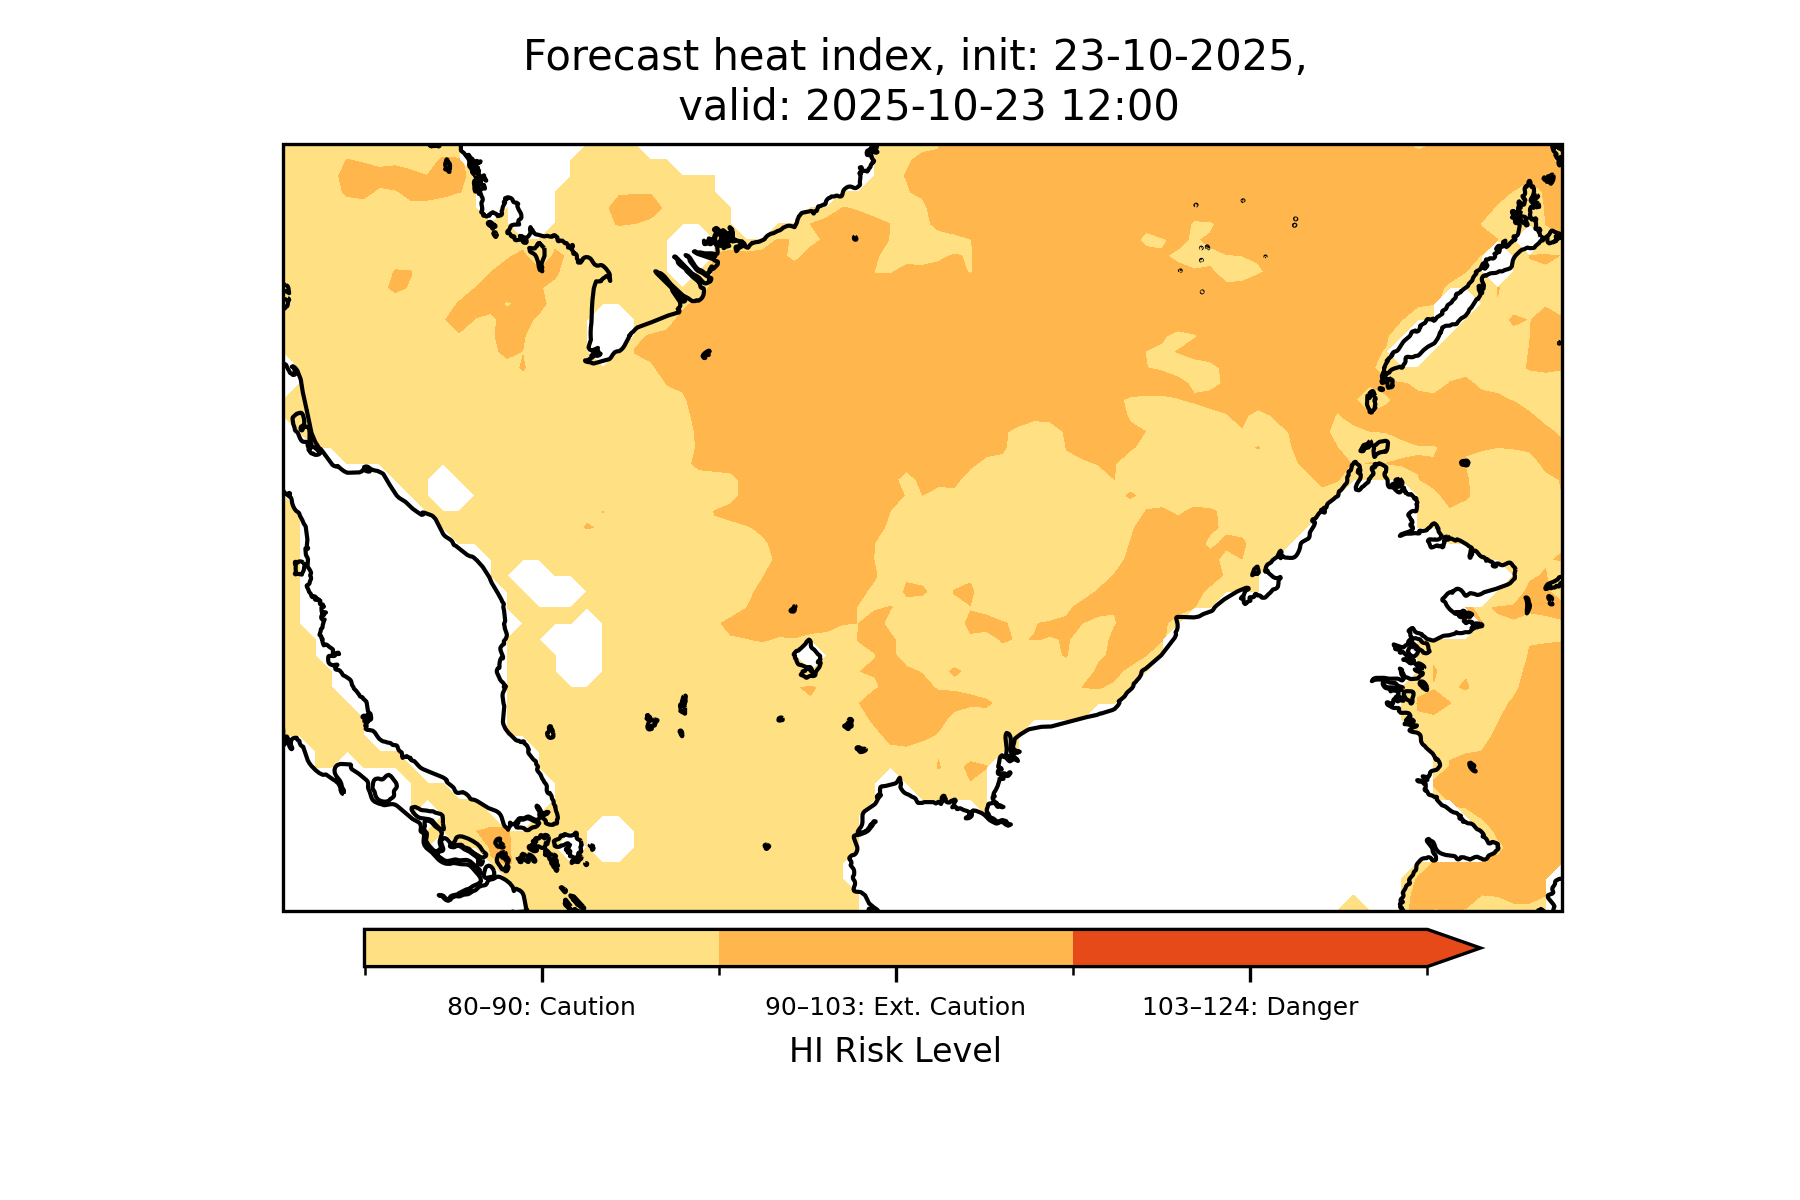 Forecast heat index, init: 23-10-2025,
valid: 2025-10-23 12:00
80–90: Caution
90–103: Ext. Caution
103–124: Danger
HI Risk Level